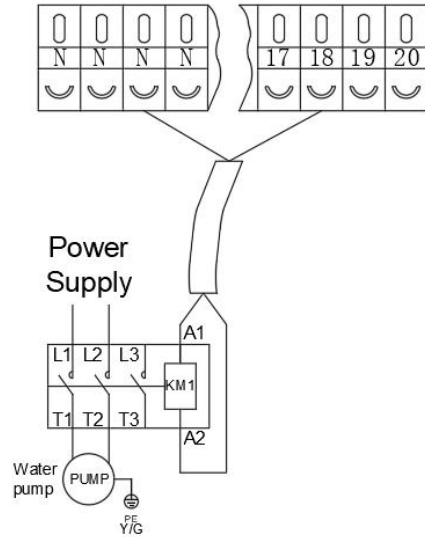 N N N N 17 18 19 20
Power
Supply
A1
L1 L2 L3
KM1
T1 T2 T3
A2
Water
pump
PUMP
PE
Y/G